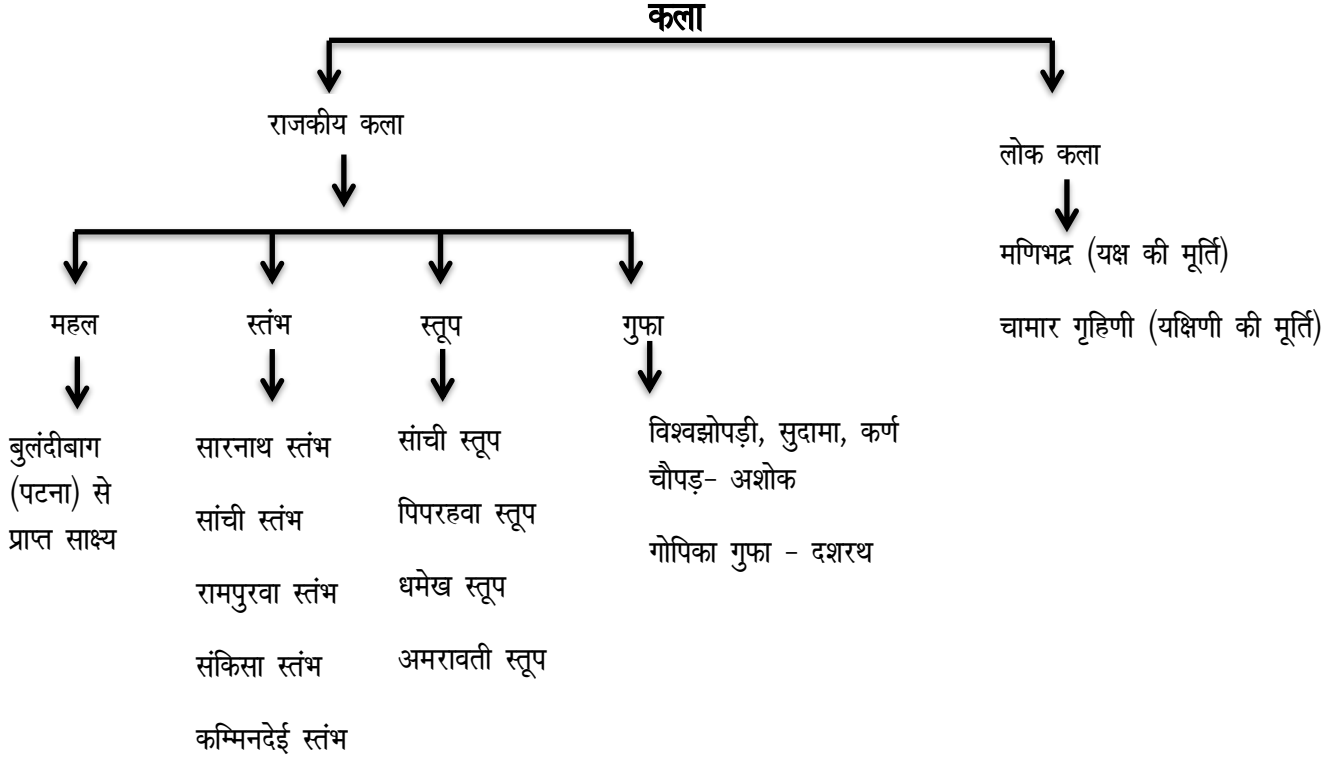 कला
राजकीय कला
लोक कला
मणिभद्र (यक्ष की मूर्ति)
चामार गृहिणी (यक्षिणी की मूर्ति)
महल
स्तंभ
स्तूप
गुफा
बुलंदीबाग
(पटना) से
प्राप्त साक्ष्य
सारनाथ स्तंभ
सांची स्तंभ
रामपुरवा स्तंभ
संकिसा स्तंभ
कम्मिनदेई स्तंभ
सांची स्तूप
पिपरहवा स्तूप
धमेख स्तूप
अमरावती स्तूप
विश्वझोपड़ी, सुदामा, कर्ण
चौपड़- अशोक
गोपिका गुफा - दशरथ